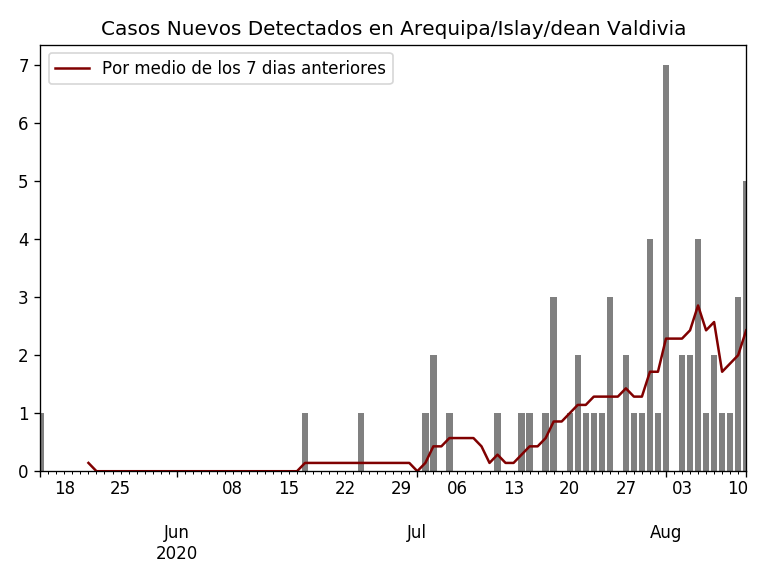 Casos Nuevos Detectados en Arequipa/Islay/dean Valdivia
Por medio de los 7 dias anteriores
7
6
5
4
3
2
1
0
18 25 08 15 22 29 06 13 20 27 03 10
Jun Jul Aug
2020